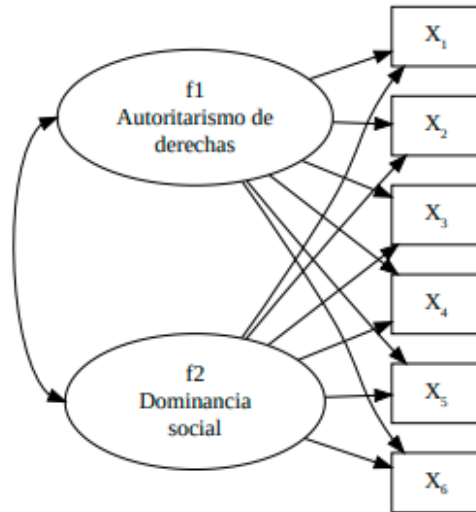 f1
Autoritarismo de
derechas
f2
Dominancia
social
X₁
X₂
X₃
X₄
X₅
X₆